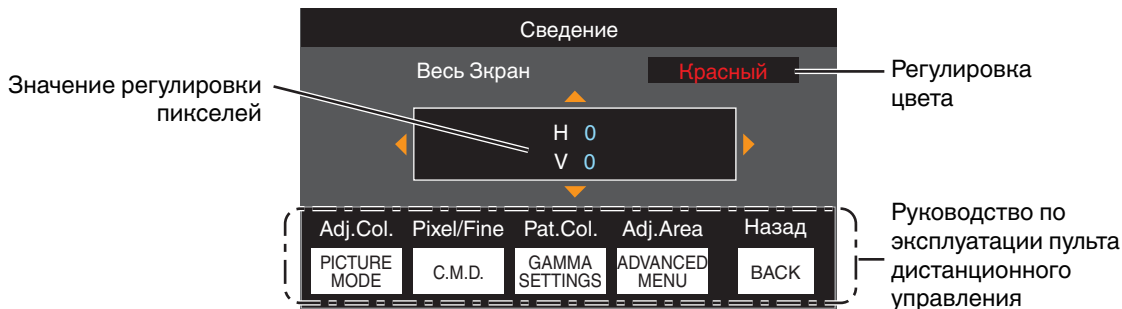 Сведение
Весь Зкран
Красный
Значение регулировки
пикселей
Регулировка
цвета
H 0
V 0
Adj.Col. Pixel/Fine Pat.Col. Adj.Area Назад
PICTURE
MODE
C.M.D.
GAMMA
SETTINGS
ADVANCED
MENU
BACK
Руководство по
эксплуатации пульта
дистанционного
управления